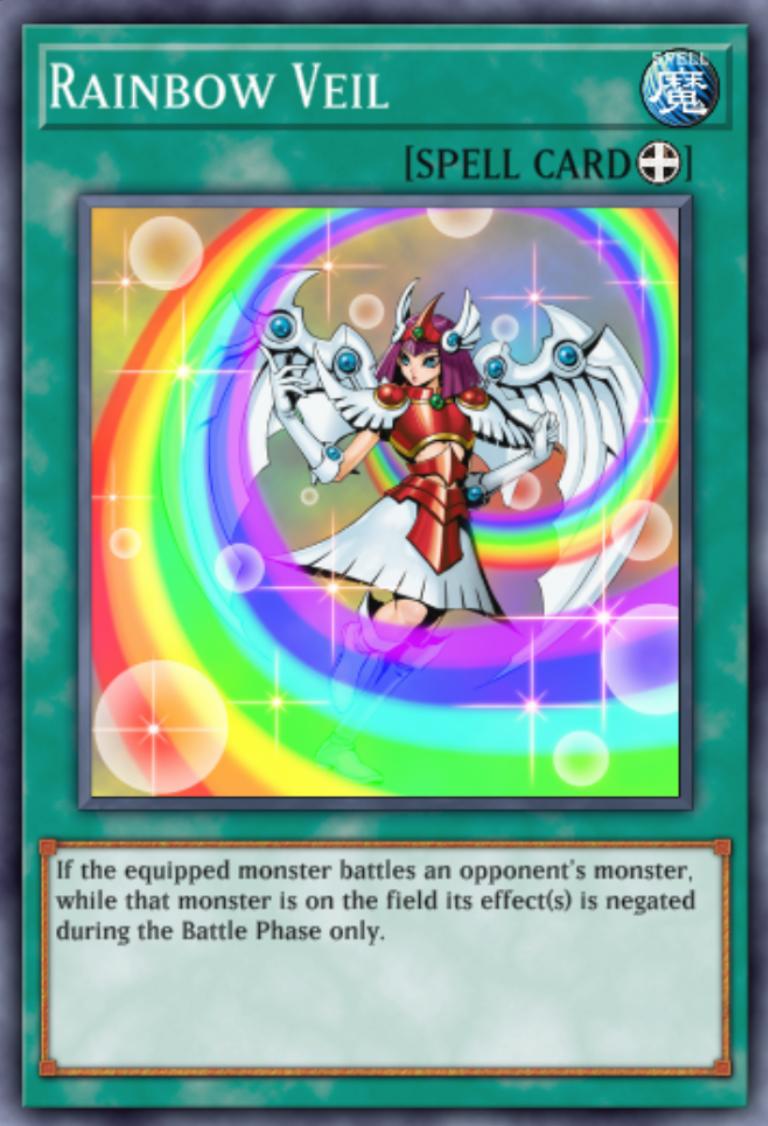 RAINBOW VEIL
SPELL
魔
[SPELL CARD]
If the equipped monster battles an opponent's monster,
while that monster is on the field its effect(s) is negated
during the Battle Phase only.